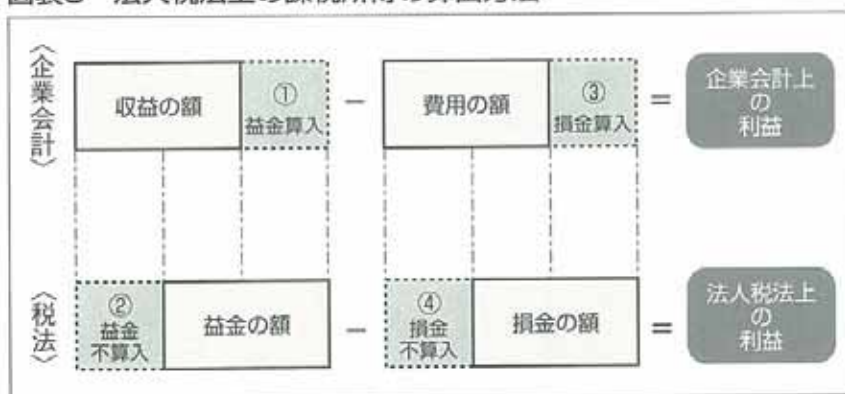 〈企業会計〉
収益の額
①
益金算入
−
費用の額
③
損金算入
=
企業会計上
の
利益
〈税法〉
②
益金
不算入
益金の額
−
④
損金
不算入
損金の額
=
法人税法上
の
利益